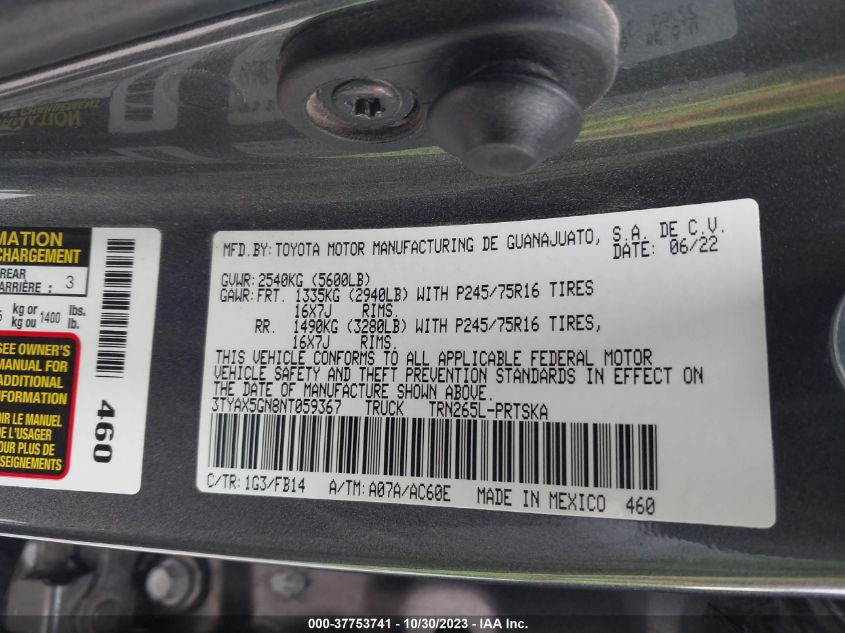 MATION
CHARGEMENT
REAR
ARRIÈRE : 3
kg or 1400 lbs.
kg ou lb.
SEE OWNER'S
MANUAL FOR
ADDITIONAL
INFORMATION
LE MANUEL
DE L'USAGER
POUR PLUS DE
460
MFD.BY: TOYOTA MOTOR MANUFACTURING DE GUANAJUATO, S.A. DE C.V.
DATE: 06/22
GVWR: 2540KG (5600LB)
GAWR: FRT. 1335KG (2940LB) WITH P245/75R16 TIRES
16X7J RIMS.
RR. 1490KG (3280LB) WITH P245/75R16 TIRES,
16X7J RIMS.
THIS VEHICLE CONFORMS TO ALL APPLICABLE FEDERAL MOTOR
VEHICLE SAFETY AND THEFT PREVENTION STANDARDS IN EFFECT ON
THE DATE OF MANUFACTURE SHOWN ABOVE.
3TYAX5GN8NT059367 TRUCK TRN265L-PRTSKA
C/TR: 1G3/FB14 A/TM: A07A/AC60E MADE IN MEXICO 460
000-37753741 - 10/30/2023 - IAA Inc.